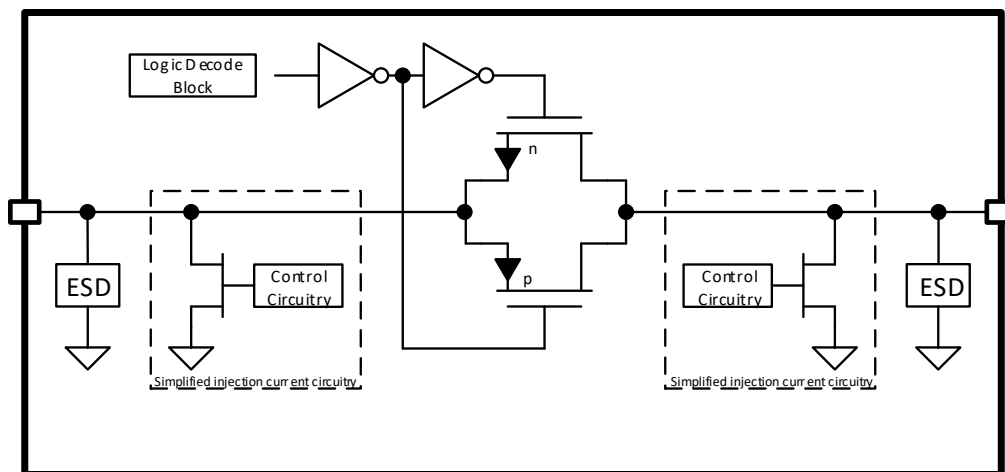 Logic Decode
Block
n
p
ESD
Control
Circuitry
Simplified injection current circuitry
Control
Circuitry
Simplified injection current circuitry
ESD